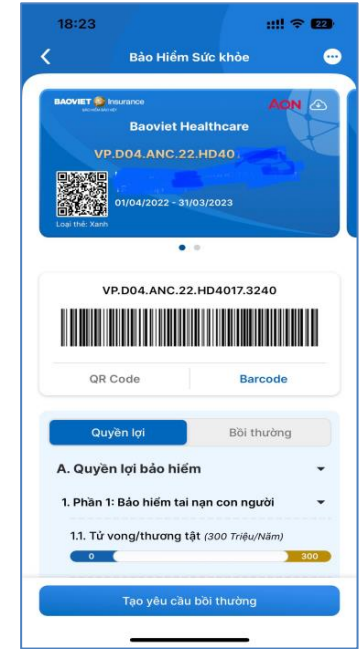 18:23
22
Bảo Hiểm Sức khỏe
BAOVIET Insurance
AON
Baoviet Healthcare
VP.D04.ANC.22.HD40
01/04/2022 - 31/03/2023
Loại thẻ: Xanh
VP.D04.ANC.22.HD4017.3240
QR Code
Barcode
Quyền lợi
Bồi thường
A. Quyền lợi bảo hiểm
1. Phần 1: Bảo hiểm tai nạn con người
1.1. Tử vong/thương tật (300 Triệu/Năm)
0
300
Tạo yêu cầu bồi thường